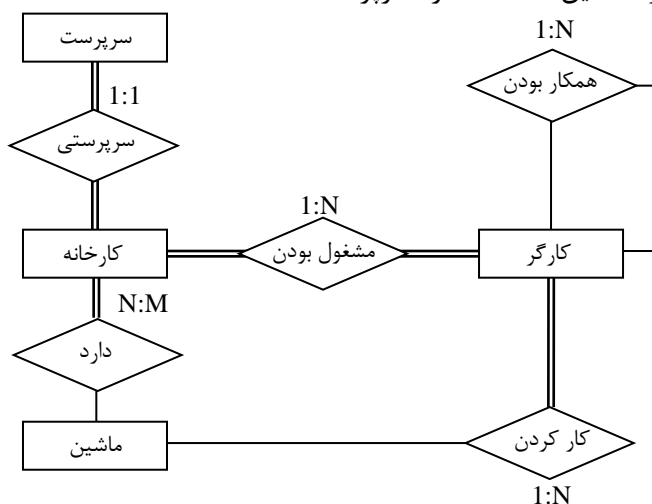 سرپرست
1:N
همکار بودن
1:1
سرپرستی
1:N
کارخانه
مشغول بودن
کارگر
N:M
دارد
ماشین
کار کردن
1:N